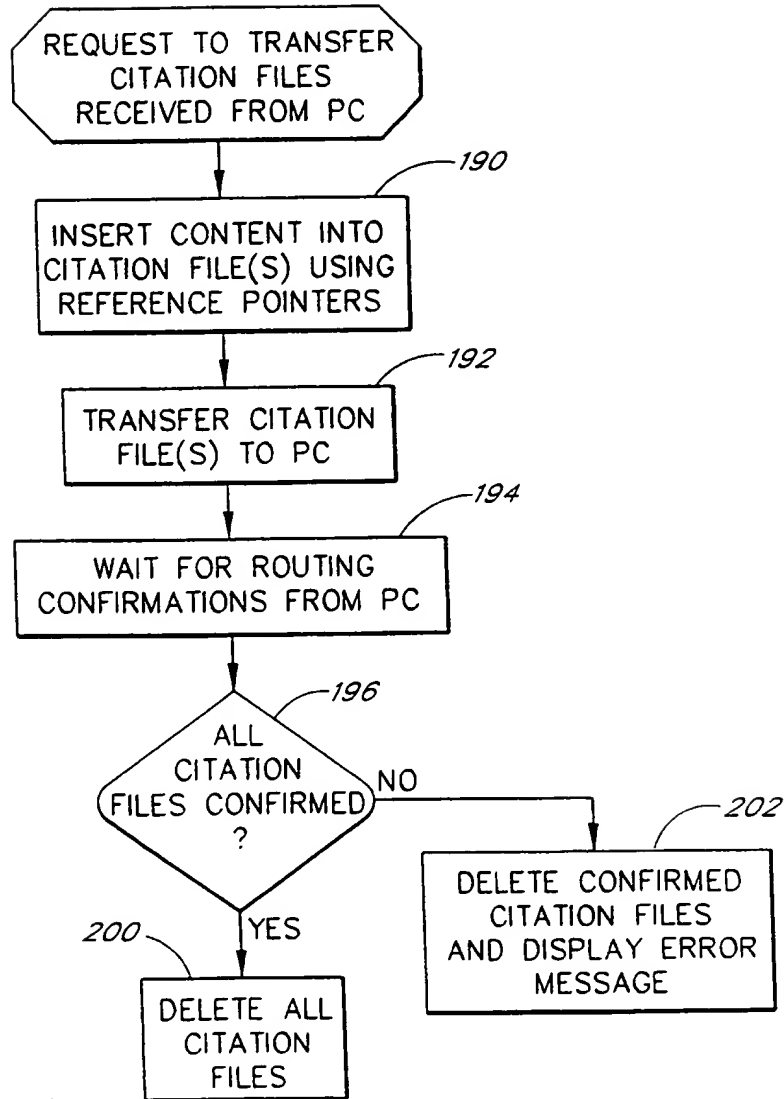 REQUEST TO TRANSFER
CITATION FILES
RECEIVED FROM PC
190
INSERT CONTENT INTO
CITATION FILE(S) USING
REFERENCE POINTERS
192
TRANSFER CITATION
FILE(S) TO PC
194
WAIT FOR ROUTING
CONFIRMATIONS FROM PC
196
ALL
CITATION
FILES CONFIRMED
?
NO
202
DELETE CONFIRMED
CITATION FILES
AND DISPLAY ERROR
MESSAGE
YES
200
DELETE ALL
CITATION
FILES